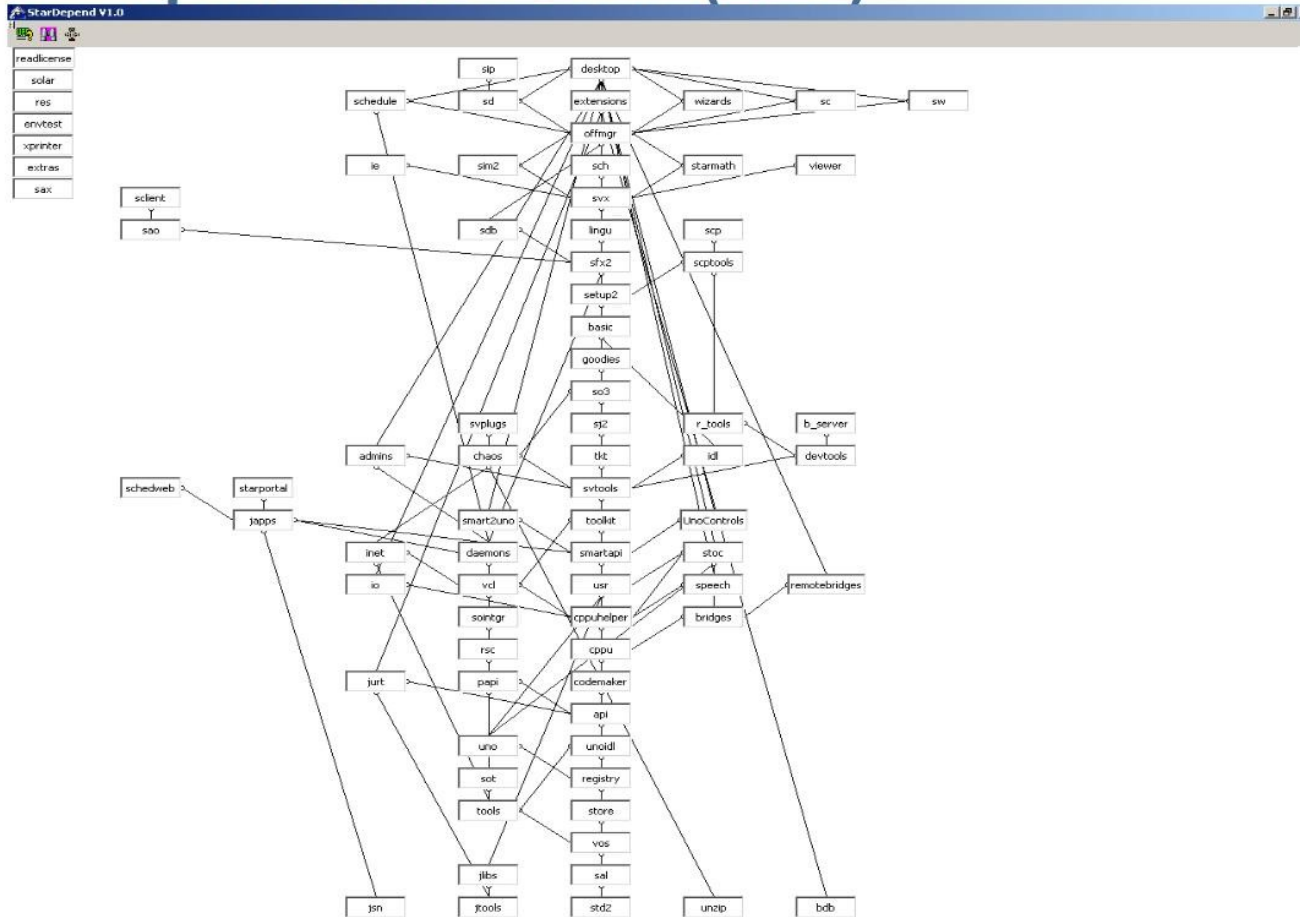 StarDepend V1.0
readlicense
solar
res
envtest
xprinter
extras
sax
sip desktop
schedule sd extensions wizards sc sw
offmgr
ie sim2 sch starmath viewer
sclient svx
sao sdb lingu scp
sfx2 scptools
setup2
basic
goodies
so3
svplugs sj2 r_tools b_server
admins chaos tkt idl devtools
schedweb starportal svtools
japps smart2uno toolkit UnoControls
inet daemons smartapi stoc
io vcl usr speech remotebridges
sointgr cppuhelper bridges
rsc cppu
jurt papi codemaker
api
uno unoidl
sot registry
tools store
vos
jlibs sal
jsn jtools std2 unzip bdb